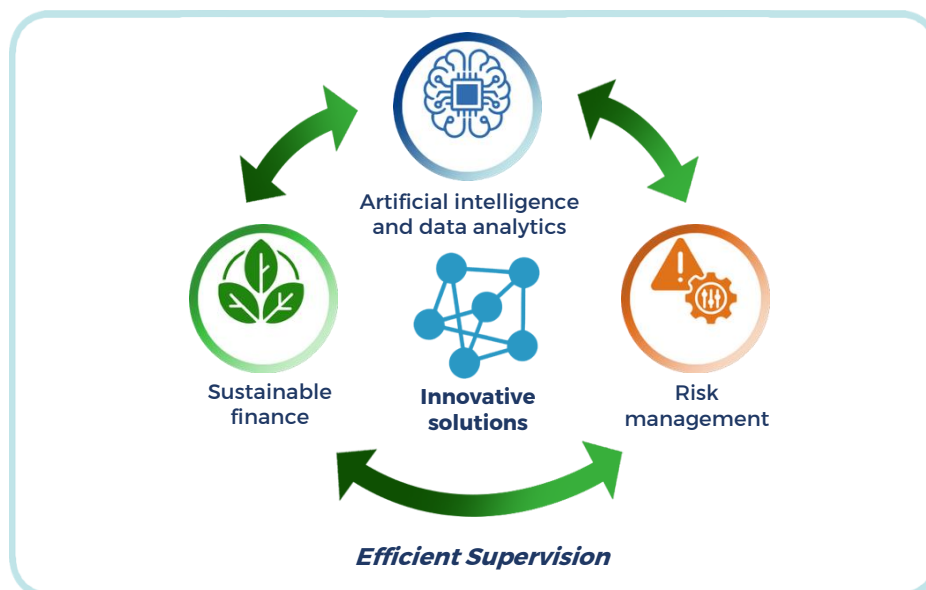 Artificial intelligence
and data analytics
Sustainable
finance
Innovative
solutions
Risk
management
Efficient Supervision